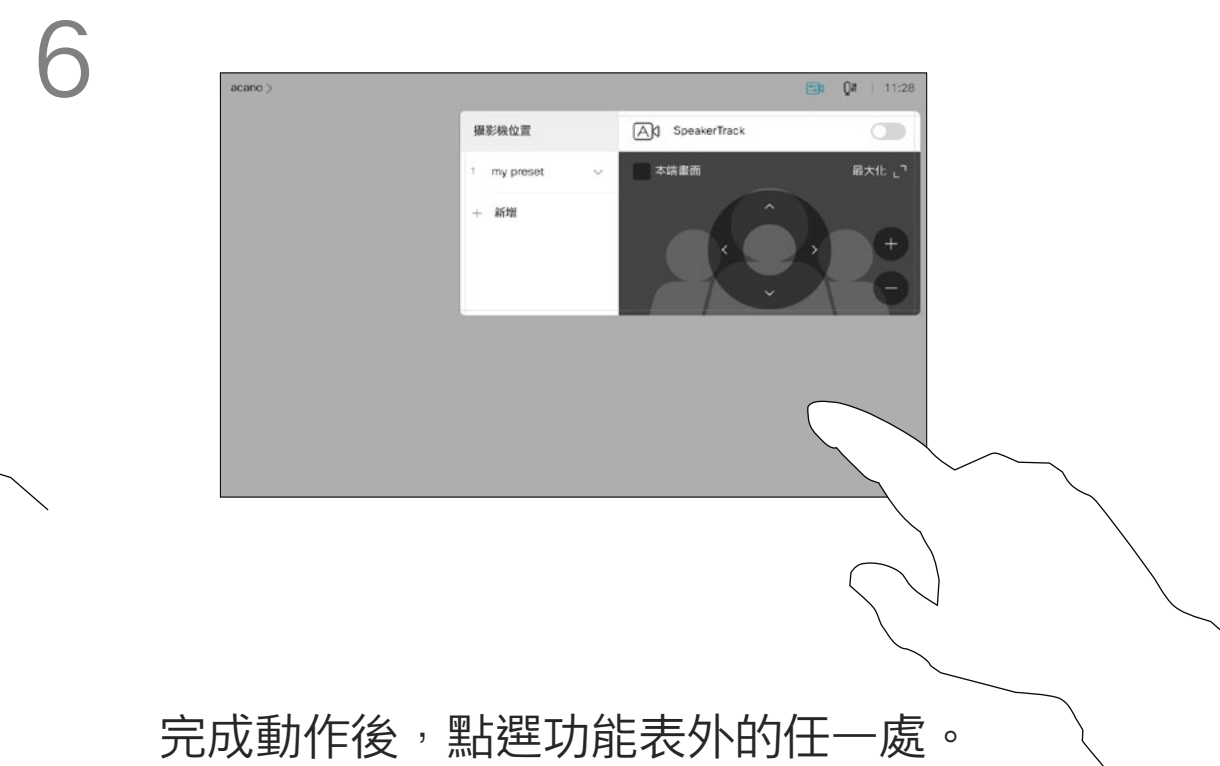 6
acano >
11:28
攝影機位置
SpeakerTrack
1 my preset
本端畫面
最大化
+ 新增
完成動作後，點選功能表外的任一處。